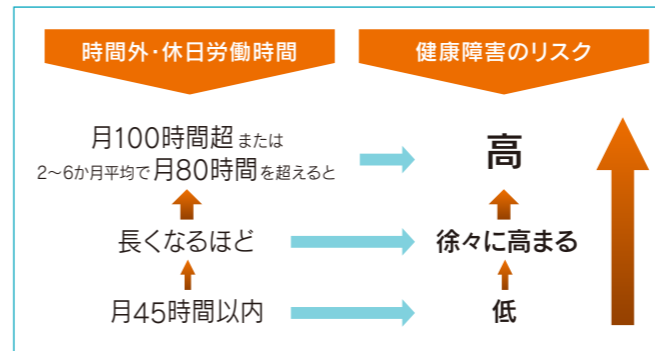 時間外・休日労働時間
健康障害のリスク
月100時間超または
2〜6か月平均で月80時間を超えると
高
長くなるほど
徐々に高まる
月45時間以内
低